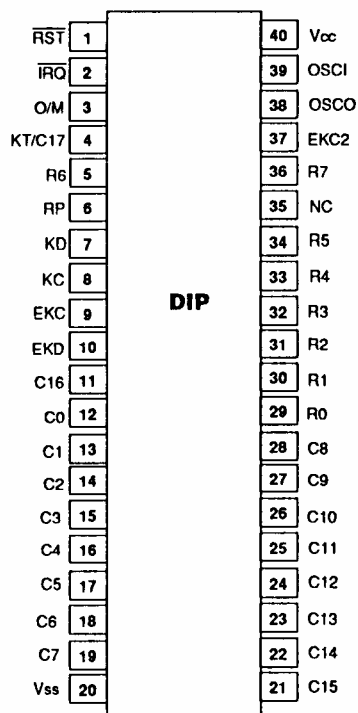 R̅S̅T̅ 1 40 Vcc
I̅R̅Q̅ 2 39 OSCI
O/M 3 38 OSCO
KT/C17 4 37 EKC2
R6 5 36 R7
RP 6 35 NC
KD 7 34 R5
KC 8 33 R4
EKC 9 32 R3
EKD 10 31 R2
C16 11 30 R1
C0 12 29 R0
C1 13 28 C8
C2 14 27 C9
C3 15 26 C10
C4 16 25 C11
C5 17 24 C12
C6 18 23 C13
C7 19 22 C14
Vss 20 21 C15
DIP